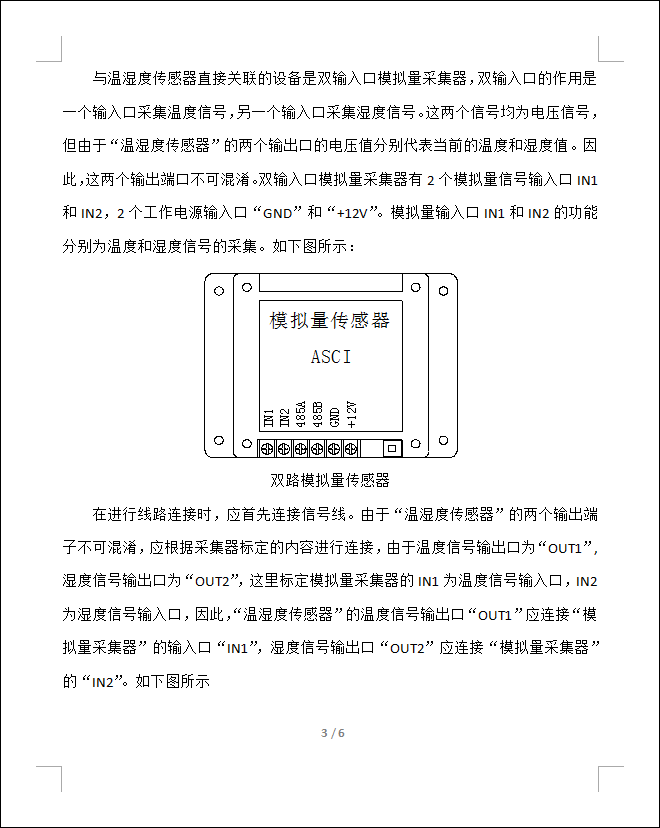 与温湿度传感器直接关联的设备是双输入口模拟量采集器，双输入口的作用是
一个输入口采集温度信号，另一个输入口采集湿度信号。这两个信号均为电压信号，
但由于“温湿度传感器”的两个输出口的电压值分别代表当前的温度和湿度值。因
此，这两个输出端口不可混淆。双输入口模拟量采集器有 2 个模拟量信号输入口 IN1
和 IN2，2 个工作电源输入口“GND”和“+12V”。模拟量输入口 IN1 和 IN2 的功能
分别为温度和湿度信号的采集。如下图所示：
模拟量传感器
ASCI
IN1
IN2
485A
485B
GND
+12V
双路模拟量传感器
在进行线路连接时，应首先连接信号线。由于“温湿度传感器”的两个输出端
子不可混淆，应根据采集器标定的内容进行连接，由于温度信号输出口为“OUT1”,
湿度信号输出口为“OUT2”，这里标定模拟量采集器的 IN1 为温度信号输入口，IN2
为湿度信号输入口，因此，“温湿度传感器”的温度信号输出口“OUT1”应连接“模
拟量采集器”的输入口“IN1”，湿度信号输出口“OUT2”应连接“模拟量采集器”
的“IN2”。如下图所示
3 / 6